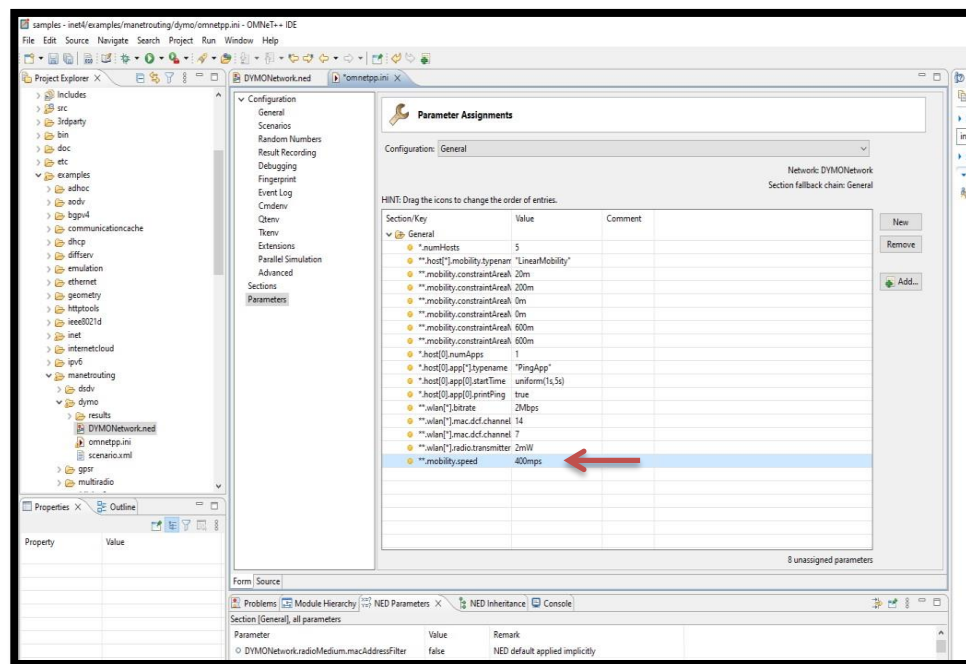 samples - inet4/examples/manetrouting/dymo/omnetpp.ini - OMNeT++ IDE
File Edit Source Navigate Search Project Run Window Help
Project Explorer
DYMONetwork.ned
*omnetpp.ini
Includes
src
3rdparty
bin
doc
etc
examples
adhoc
aodv
bgpv4
communicationcache
dhcp
diffserv
emulation
ethernet
geometry
httptools
ieee8021d
inet
internetcloud
ipv6
manetrouting
dsdv
dymo
results
DYMONetwork.ned
omnetpp.ini
scenario.xml
gpsr
multiradio
Configuration
General
Scenarios
Random Numbers
Result Recording
Debugging
Fingerprint
Event Log
Cmdenv
Qtenv
Tkenv
Extensions
Parallel Simulation
Advanced
Sections
Parameters
Parameter Assignments
Configuration: General
Network: DYMONetwork
Section fallback chain: General
HINT: Drag the icons to change the order of entries.
Section/Key Value Comment
General
*.numHosts 5
**.host[*].mobility.typenam "LinearMobility"
**.mobility.constraintArea 20m
**.mobility.constraintArea 200m
**.mobility.constraintArea 0m
**.mobility.constraintArea 0m
**.mobility.constraintArea 600m
**.mobility.constraintArea 600m
*.host[0].numApps 1
*.host[0].app[*].typename "PingApp"
*.host[0].app[0].startTime uniform(1s,5s)
*.host[0].app[0].printPing true
**.wlan[*].bitrate 2Mbps
**.wlan[*].mac.dcf.channel 14
**.wlan[*].mac.dcf.channel 7
**.wlan[*].radio.transmitter 2mW
**.mobility.speed 400mps
New
Remove
Add...
8 unassigned parameters
Form Source
Properties Outline
Property Value
Problems Module Hierarchy NED Parameters NED Inheritance Console
Section [General], all parameters
Parameter Value Remark
DYMONetwork.radioMedium.macAddressFilter false NED default applied implicitly